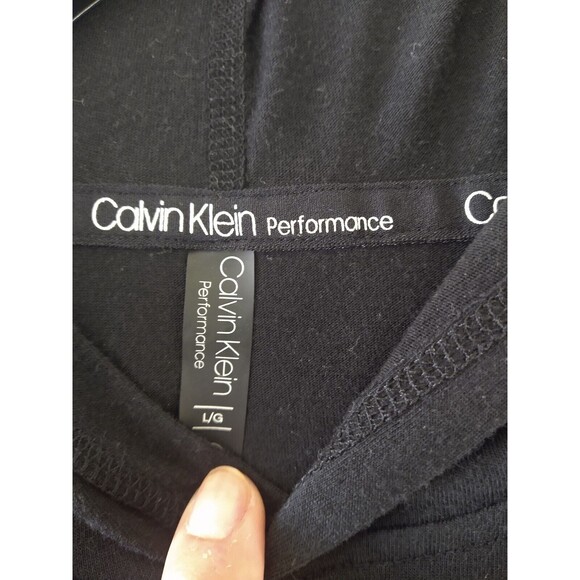 Calvin Klein Performance
Calvin Klein
Performance
L/G